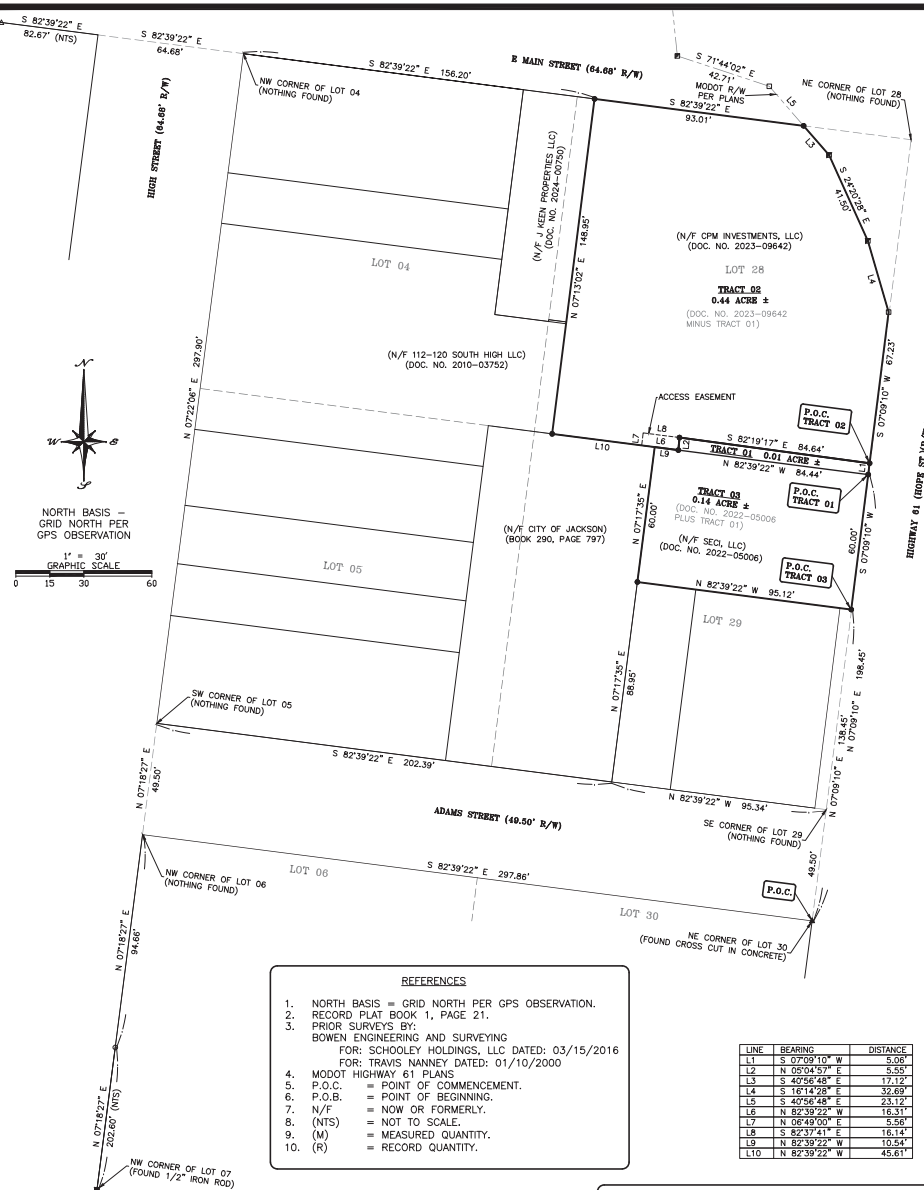 S 82°39'22" E
82.67' (NTS)
S 82°39'22" E
64.68'
NW CORNER OF LOT 04
(NOTHING FOUND)
HIGH STREET (64.68' R/W)
S 82°39'22" E 156.20'
E MAIN STREET (64.68' R/W)
S 71°44'02" E
42.71'
MODOT R/W
PER PLANS
L5
NE CORNER OF LOT 28
(NOTHING FOUND)
S 82°39'22" E
93.01'
L3
S 24°20'28" E
41.50'
L4
(N/F J KEEN PROPERTIES LLC)
(DOC. NO. 2024-00750)
N 07°13'02" E 148.95'
(N/F CPM INVESTMENTS, LLC)
(DOC. NO. 2023-09642)
LOT 28
TRACT 02
0.44 ACRE ±
(DOC. NO. 2023-09642
MINUS TRACT 01)
LOT 04
N 07°22'06" E 297.90'
(N/F 112-120 SOUTH HIGH LLC)
(DOC. NO. 2010-03752)
S 07°09'10" W 67.23'
ACCESS EASEMENT
P.O.C.
TRACT 02
L7
L8
L6
L2
L9
L10
S 82°19'17" E 84.64'
TRACT 01 0.01 ACRE ±
N 82°39'22" W 84.44'
L1
P.O.C.
TRACT 01
N
W
E
S
NORTH BASIS -
GRID NORTH PER
GPS OBSERVATION
1" = 30'
GRAPHIC SCALE
0 15 30 60
TRACT 03
0.14 ACRE ±
(DOC. NO. 2022-05006
PLUS TRACT 01)
(N/F SECI, LLC)
(DOC. NO. 2022-05006)
N 07°17'35" E
60.00'
S 07°09'10" W
60.00'
(N/F CITY OF JACKSON)
(BOOK 290, PAGE 797)
P.O.C.
TRACT 03
HIGHWAY 61 (HOPE ST
LOT 05
N 82°39'22" W 95.12'
LOT 29
N 07°17'35" E
88.95'
N 07°09'10" E 198.45'
N 07°09'10" E 138.45'
SW CORNER OF LOT 05
(NOTHING FOUND)
S 82°39'22" E 202.39'
N 82°39'22" W 95.34'
N 07°18'27" E
49.50'
ADAMS STREET (49.50' R/W)
SE CORNER OF LOT 29
(NOTHING FOUND)
49.50'
NW CORNER OF LOT 06
(NOTHING FOUND)
LOT 06
S 82°39'22" E 297.86'
LOT 30
P.O.C.
NE CORNER OF LOT 30
(FOUND CROSS CUT IN CONCRETE)
N 07°18'27" E
94.66'
N 07°18'27" E
202.60' (NTS)
NW CORNER OF LOT 07
(FOUND 1/2" IRON ROD)
REFERENCES
1. NORTH BASIS = GRID NORTH PER GPS OBSERVATION.
2. RECORD PLAT BOOK 1, PAGE 21.
3. PRIOR SURVEYS BY:
BOWEN ENGINEERING AND SURVEYING
FOR: SCHOOLEY HOLDINGS, LLC DATED: 03/15/2016
FOR: TRAVIS NANNEY DATED: 01/10/2000
4. MODOT HIGHWAY 61 PLANS
5. P.O.C. = POINT OF COMMENCEMENT.
6. P.O.B. = POINT OF BEGINNING.
7. N/F = NOW OR FORMERLY.
8. (NTS) = NOT TO SCALE.
9. (M) = MEASURED QUANTITY.
10. (R) = RECORD QUANTITY.
LINE BEARING DISTANCE
L1 S 07°09'10" W 5.06'
L2 N 05°04'57" E 5.55'
L3 S 40°56'48" E 17.12'
L4 S 16°14'28" E 32.69'
L5 S 40°56'48" E 23.12'
L6 N 82°39'22" W 16.31'
L7 N 06°49'00" E 5.56'
L8 S 82°37'41" E 16.14'
L9 N 82°39'22" W 10.54'
L10 N 82°39'22" W 45.61'